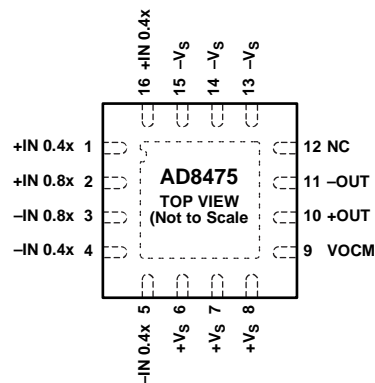 16 +IN 0.4x
15 –VS
14 –VS
13 –VS
+IN 0.4x 1
+IN 0.8x 2
–IN 0.8x 3
–IN 0.4x 4
AD8475
TOP VIEW
(Not to Scale
12 NC
11 –OUT
10 +OUT
9 VOCM
–IN 0.4x 5
+VS 6
+VS 7
+VS 8